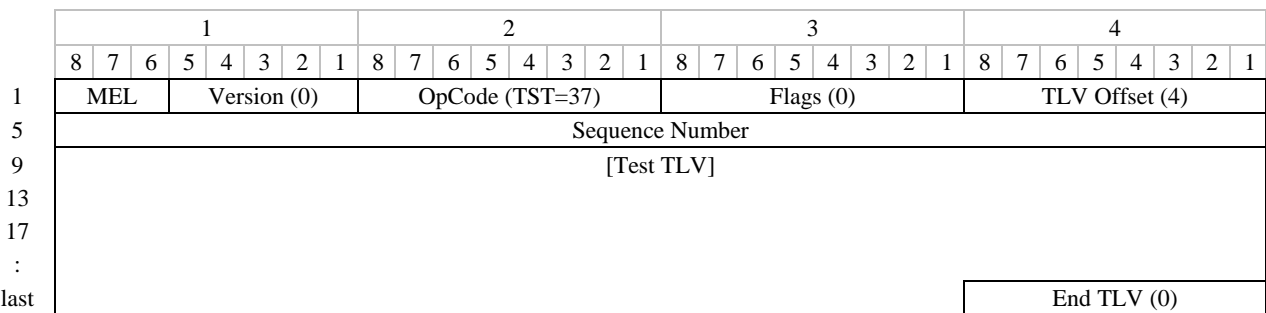 1 2 3 4
8 7 6 5 4 3 2 1 8 7 6 5 4 3 2 1 8 7 6 5 4 3 2 1 8 7 6 5 4 3 2 1
1 MEL Version (0) OpCode (TST=37) Flags (0) TLV Offset (4)
5 Sequence Number
9 [Test TLV]
13
17
:
last End TLV (0)